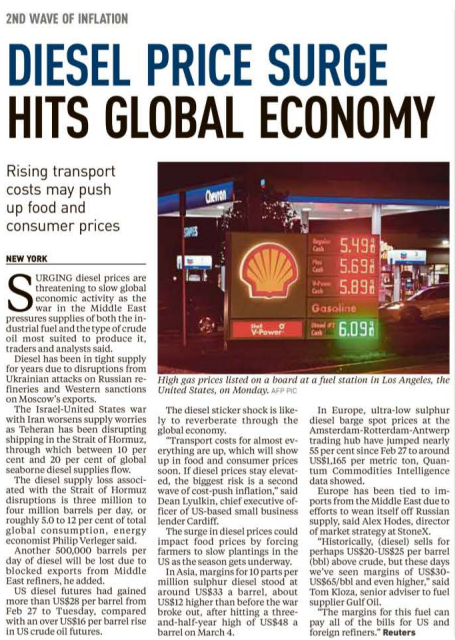 2ND WAVE OF INFLATION
DIESEL PRICE SURGE
HITS GLOBAL ECONOMY
Rising transport
costs may push
up food and
consumer prices
NEW YORK
SURGING diesel prices are
threatening to slow global
economic activity as the
war in the Middle East
pressures supplies of both the in-
dustrial fuel and the type of crude
oil most suited to produce it,
traders and analysts said.
Diesel has been in tight supply
for years due to disruptions from
Ukrainian attacks on Russian re-
fineries and Western sanctions
on Moscow's exports.
The Israel-United States war
with Iran worsens supply worries
as Teheran has been disrupting
shipping in the Strait of Hormuz,
through which between 10 per
cent and 20 per cent of global
seaborne diesel supplies flow.
The diesel supply loss associ-
ated with the Strait of Hormuz
disruptions is three million to
four million barrels per day, or
roughly 5.0 to 12 per cent of total
global consumption, energy
economist Philip Verleger said.
Another 500,000 barrels per
day of diesel will be lost due to
blocked exports from Middle
East refiners, he added.
US diesel futures had gained
more than US$28 per barrel from
Feb 27 to Tuesday, compared
with an over US$16 per barrel rise
in US crude oil futures.
Chevron
Shell
V-Power
Regular
Cash
5.49
Plus
Cash
5.69
V-Power
Cash
5.89
Gasoline
Diesel #2
Cash
6.09
High gas prices listed on a board at a fuel station in Los Angeles, the
United States, on Monday. AFP PIC
The diesel sticker shock is like-
ly to reverberate through the
global economy.
"Transport costs for almost ev-
erything are up, which will show
up in food and consumer prices
soon. If diesel prices stay elevat-
ed, the biggest risk is a second
wave of cost-push inflation," said
Dean Lyulkin, chief executive of-
ficer of US-based small business
lender Cardiff.
The surge in diesel prices could
impact food prices by forcing
farmers to slow plantings in the
US as the season gets underway.
In Asia, margins for 10 parts per
million sulphur diesel stood at
around US$33 a barrel, about
US$12 higher than before the war
broke out, after hitting a three-
and-half-year high of US$48 a
barrel on March 4.
In Europe, ultra-low sulphur
diesel barge spot prices at the
Amsterdam-Rotterdam-Antwerp
trading hub have jumped nearly
55 per cent since Feb 27 to around
US$1,165 per metric ton, Quan-
tum Commodities Intelligence
data showed.
Europe has been tied to im-
ports from the Middle East due to
efforts to wean itself off Russian
supply, said Alex Hodes, director
of market strategy at StoneX.
"Historically, (diesel) sells for
perhaps US$20-US$25 per barrel
(bbl) above crude, but these days
we've seen margins of US$30-
US$65/bbl and even higher," said
Tom Kloza, senior adviser to fuel
supplier Gulf Oil.
"The margins for this fuel can
pay all of the bills for US and
foreign refiners." Reuters